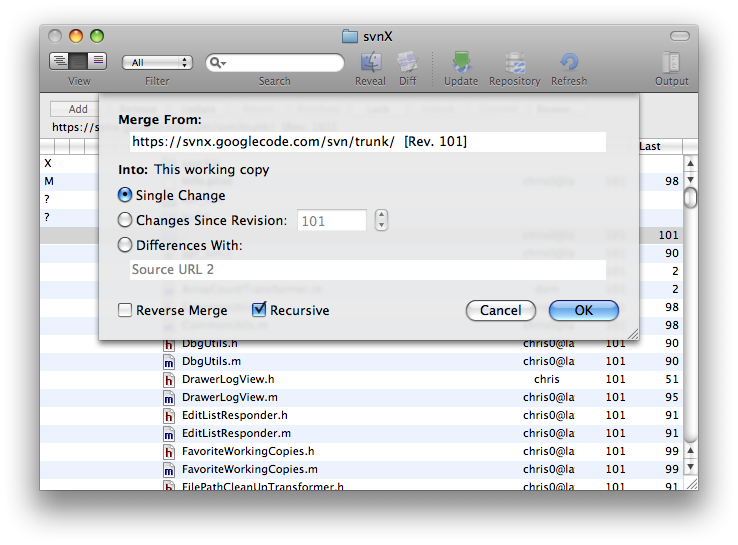 svnX
All
View Filter Search Reveal Diff Update Repository Refresh Output
Add
https://s
Merge From:
https://svnx.googlecode.com/svn/trunk/ [Rev. 101]
Into: This working copy
Single Change
Changes Since Revision: 101
Differences With:
Source URL 2
Reverse Merge Recursive Cancel OK
Last
X
M 98
?
?
101
90
2
2
98
98
DbgUtils.h chris0@la 101 90
DbgUtils.m chris0@la 101 90
DrawerLogView.h chris 101 51
DrawerLogView.m chris0@la 101 95
EditListResponder.h chris0@la 101 91
EditListResponder.m chris0@la 101 91
FavoriteWorkingCopies.h chris0@la 101 99
FavoriteWorkingCopies.m chris0@la 101 99
FilePathCleanUpTransformer.h chris0@la 101 91